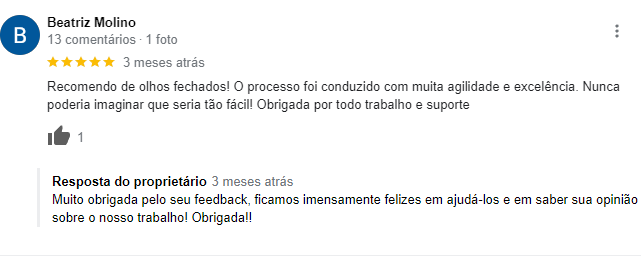 B
Beatriz Molino
13 comentários · 1 foto
3 meses atrás
Recomendo de olhos fechados! O processo foi conduzido com muita agilidade e excelência. Nunca
poderia imaginar que seria tão fácil! Obrigada por todo trabalho e suporte
1
Resposta do proprietário 3 meses atrás
Muito obrigada pelo seu feedback, ficamos imensamente felizes em ajudá-los e em saber sua opinião
sobre o nosso trabalho! Obrigada!!